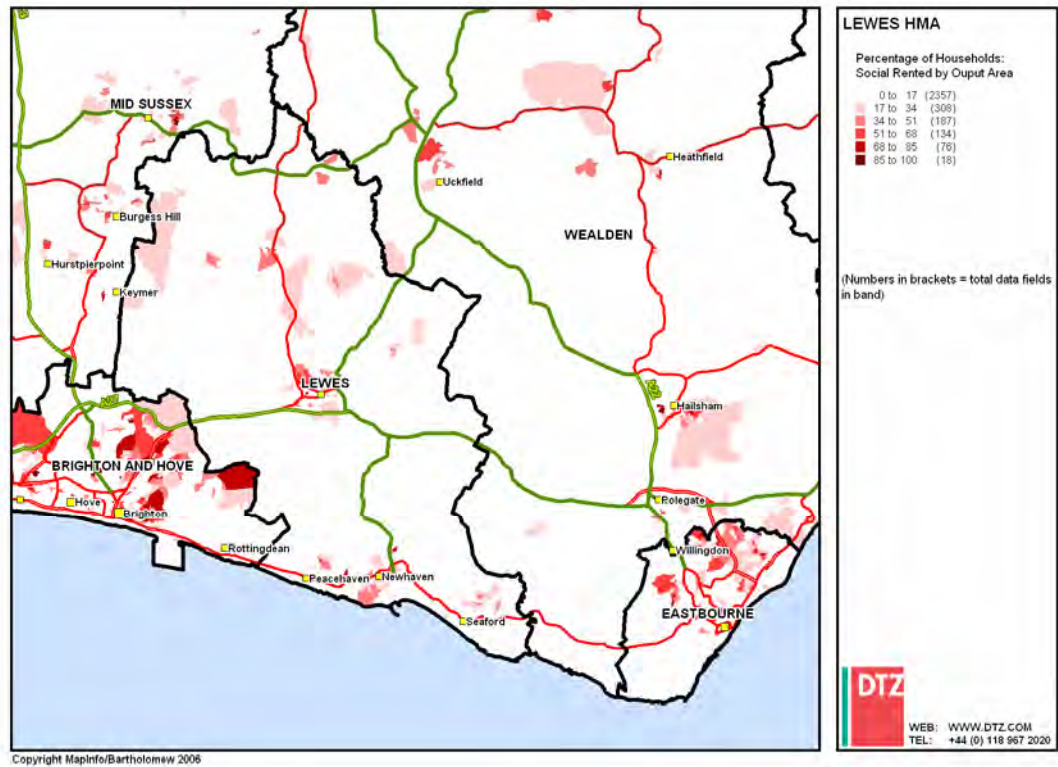 LEWES HMA
Percentage of Households:
Social Rented by Ouput Area
0 to 17 (2357)
17 to 34 (308)
34 to 51 (187)
51 to 68 (134)
68 to 85 (76)
85 to 100 (18)
(Numbers in brackets = total data fields
in band)
MID SUSSEX
Heathfield
Uckfield
Burgess Hill
WEALDEN
Hurstpierpoint
Keymer
LEWES
A22
Hailsham
BRIGHTON AND HOVE
Hove
Brighton
Polegate
Rottingdean
Willingdon
Peacehaven
Newhaven
EASTBOURNE
Seaford
DTZ
WEB: WWW.DTZ.COM
TEL: +44 (0) 118 967 2020
Copyright MapInfo/Bartholomew 2006